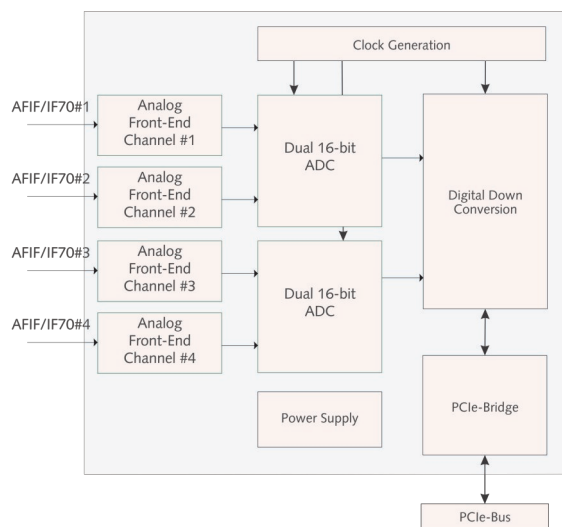 Clock Generation
AFIF/IF70#1
Analog
Front-End
Channel #1
Dual 16-bit
ADC
AFIF/IF70#2
Analog
Front-End
Channel #2
Digital Down
Conversion
AFIF/IF70#3
Analog
Front-End
Channel #3
Dual 16-bit
ADC
AFIF/IF70#4
Analog
Front-End
Channel #4
Power Supply
PCIe-Bridge
PCIe-Bus